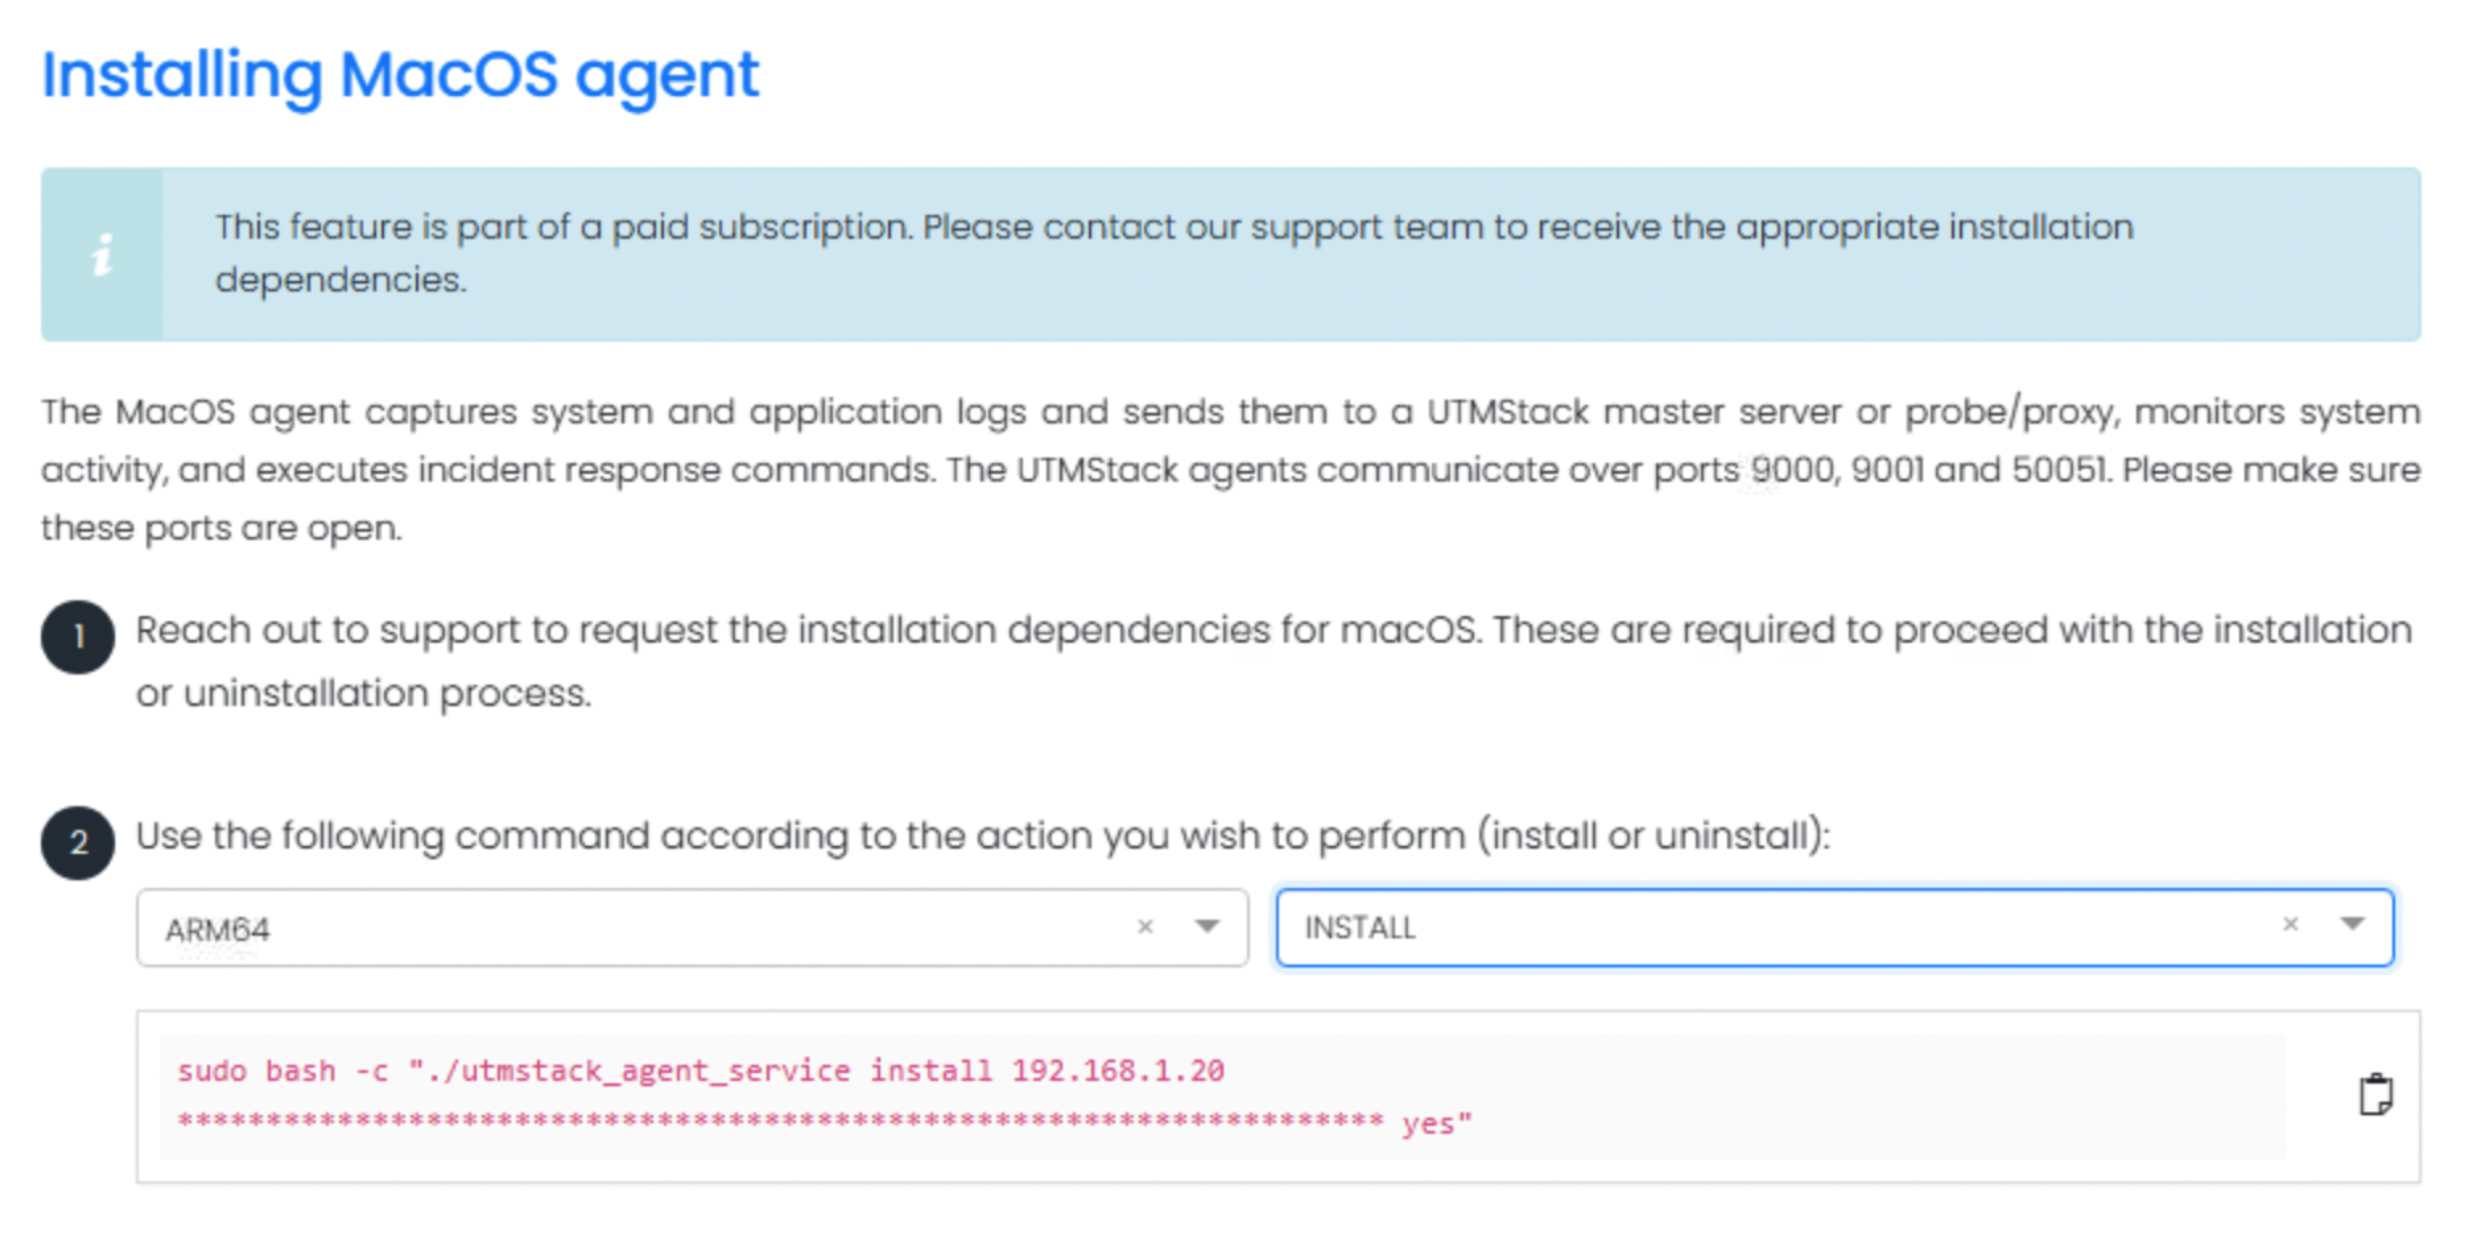 Installing MacOS agent
i
This feature is part of a paid subscription. Please contact our support team to receive the appropriate installation
dependencies.
The MacOS agent captures system and application logs and sends them to a UTMStack master server or probe/proxy, monitors system
activity, and executes incident response commands. The UTMStack agents communicate over ports 9000, 9001 and 50051. Please make sure
these ports are open.
1 Reach out to support to request the installation dependencies for macOS. These are required to proceed with the installation
or uninstallation process.
2 Use the following command according to the action you wish to perform (install or uninstall):
ARM64 × INSTALL ×
sudo bash -c "./utmstack_agent_service install 192.168.1.20
******************************************************************** yes"